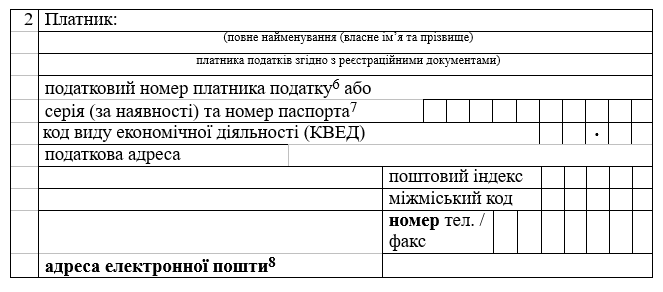 2 Платник:
(повне найменування (власне ім’я та прізвище)
платника податків згідно з реєстраційними документами)
податковий номер платника податку6 або
серія (за наявності) та номер паспорта7
код виду економічної діяльності (КВЕД) .
податкова адреса
поштовий індекс
міжміський код
номер тел. /
факс
адреса електронної пошти8